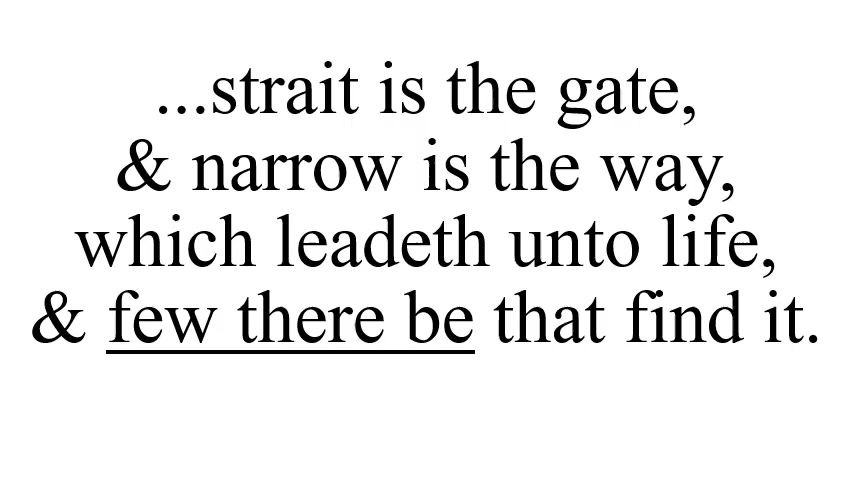 ...strait is the gate,
& narrow is the way,
which leadeth unto life,
& few there be that find it.